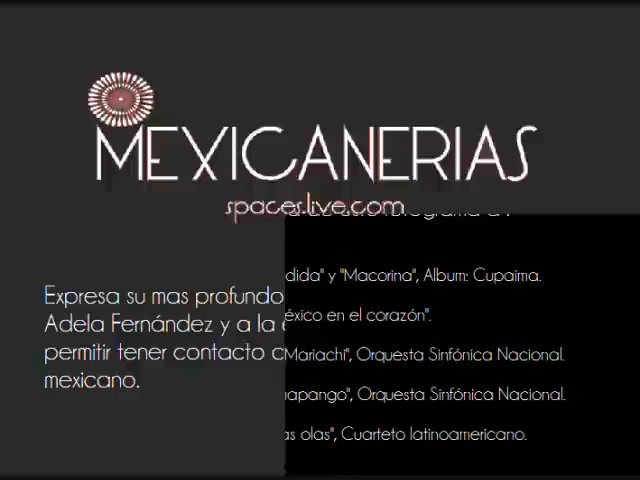 MEXICANERIAS
spaces.live.com
Expresa su mas profundo
Adela Fernández y a la
permitir tener contacto c
mexicano.
dida" y "Macorina", Album: Cupaima.
éxico en el corazón".
Mariachi", Orquesta Sinfónica Nacional.
apango", Orquesta Sinfónica Nacional.
as olas", Cuarteto latinoamericano.